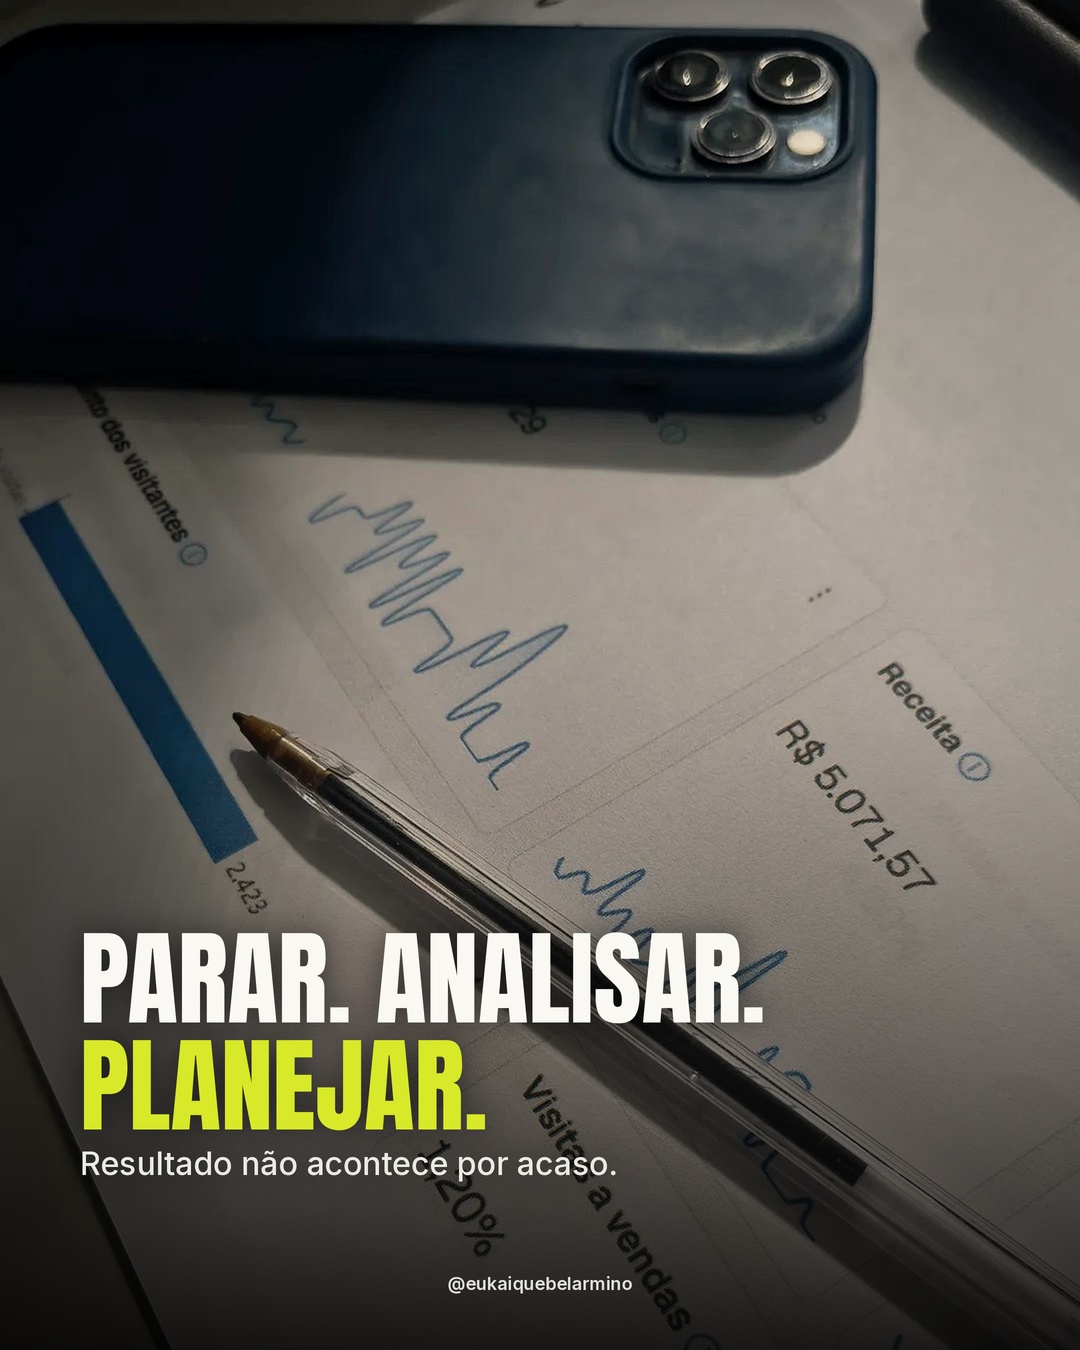 29
dos visitantes
2.423
Receita
R$ 5.071,57
PARAR. ANALISAR.
PLANEJAR.
Resultado não acontece por acaso.
1,20%
Visitas a vendas
@eukaiquebelarmino